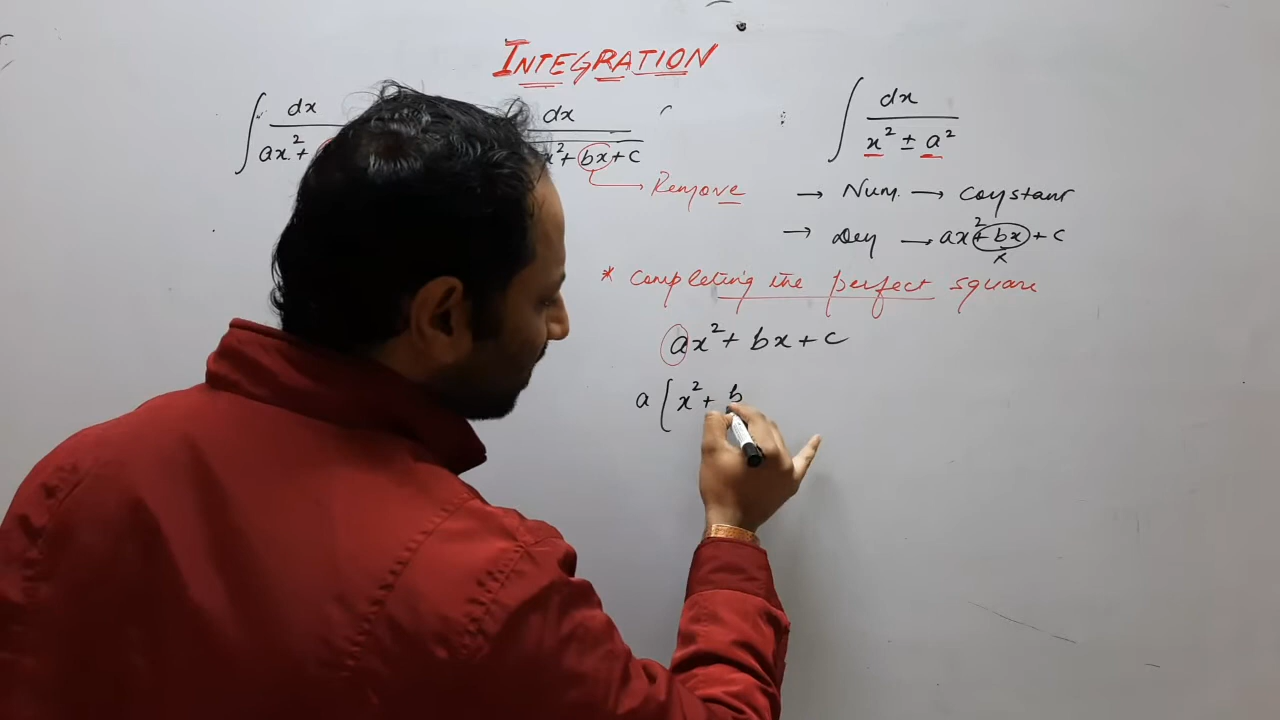 INTEGRATION
∫ dx / ax² +
dx / x² + bx + c
∫ dx / x² ± a²
→ Remove
→ Num. → constant
→ Den → ax² + bx + c
x
* completing the perfect square
ax² + bx + c
a [ x² + b